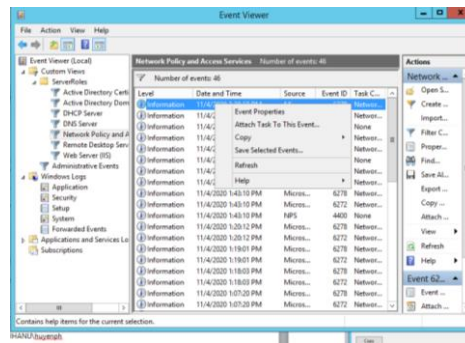 Event Viewer
File Action View Help
Event Viewer (Local)
Custom Views
ServerRoles
Active Directory Certi
Active Directory Dom
DHCP Server
DNS Server
Network Policy and A
Remote Desktop Serv
Web Server (IIS)
Administrative Events
Windows Logs
Application
Security
Setup
System
Forwarded Events
Applications and Services Lo
Subscriptions
Network Policy and Access Services Number of events: 46
Number of events: 46
Level Date and Time Source Event ID Task C...
Information
Information 11/4/2
Information 11/4/2 None
Information 11/4/2
Information 11/4/2
Information 11/4/2 None
Information 11/4/2
Information 11/4/2
Event Properties
Attach Task To This Event...
Copy
Save Selected Events...
Refresh
Help
Information 11/4/2020 1:43:10 PM Micros... 6278 Networ...
Information 11/4/2020 1:43:10 PM Micros... 6272 Networ...
Information 11/4/2020 1:43:10 PM NPS 4400 None
Information 11/4/2020 1:20:12 PM Micros... 6278 Networ...
Information 11/4/2020 1:20:12 PM Micros... 6272 Networ...
Information 11/4/2020 1:19:01 PM Micros... 6278 Networ...
Information 11/4/2020 1:19:01 PM Micros... 6272 Networ...
Information 11/4/2020 1:18:03 PM Micros... 6278 Networ...
Information 11/4/2020 1:18:03 PM Micros... 6272 Networ...
Information 11/4/2020 1:07:20 PM Micros... 6278 Networ...
Information 11/4/2020 1:07:20 PM Micros... 6272 Networ...
Actions
Network ...
Open S...
Create ...
Import...
Filter C...
Proper...
Find...
Save Al...
Export ...
Copy ...
Attach ...
View
Refresh
Help
Event 62...
Event ...
Attach ...
Contains help items for the current selection.
HANU\huyenph
Copy